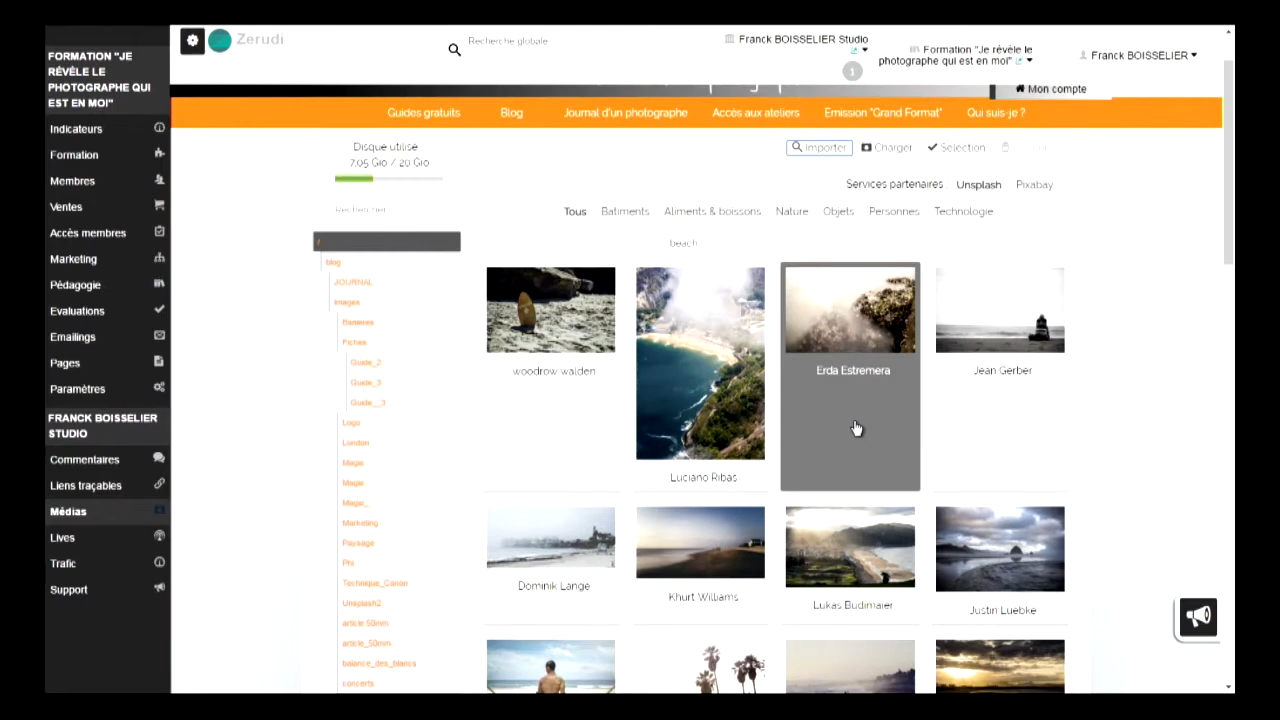 FORMATION "JE
RÉVÈLE LE
PHOTOGRAPHE QUI
EST EN MOI"
Indicateurs
Formation
Membres
Ventes
Accès membres
Marketing
Pédagogie
Evaluations
Emailings
Pages
Paramètres
FRANCK BOISSELIER
STUDIO
Commentaires
Liens traçables
Médias
Lives
Trafic
Support
Zerudi
Recherche globale
Franck BOISSELIER Studio
1
Formation "Je révèle le
photographe qui est en moi"
Franck BOISSELIER
Mon compte
Guides gratuits
Blog
Journal d'un photographe
Accès aux ateliers
Emission "Grand Format"
Qui suis-je ?
Disque utilisé
7.05 Gio / 20 Gio
Rechercher
Importer
Charger
Sélection
Services partenaires
Unsplash
Pixabay
Tous
Batiments
Aliments & boissons
Nature
Objets
Personnes
Technologie
beach
/
blog
JOURNAL
Images
Banieres
Fiches
Guide_2
Guide_3
Guide__3
Logo
London
Magie
Magie
Magie_
Marketing
Paysage
Pro
Technique_Canon
Unsplash2
article 50mm
article_50mm
balance_des_blancs
concerts
woodrow walden
Luciano Ribas
Erda Estremera
Jean Gerber
Dominik Lange
Khurt Williams
Lukas Budimaier
Justin Luebke